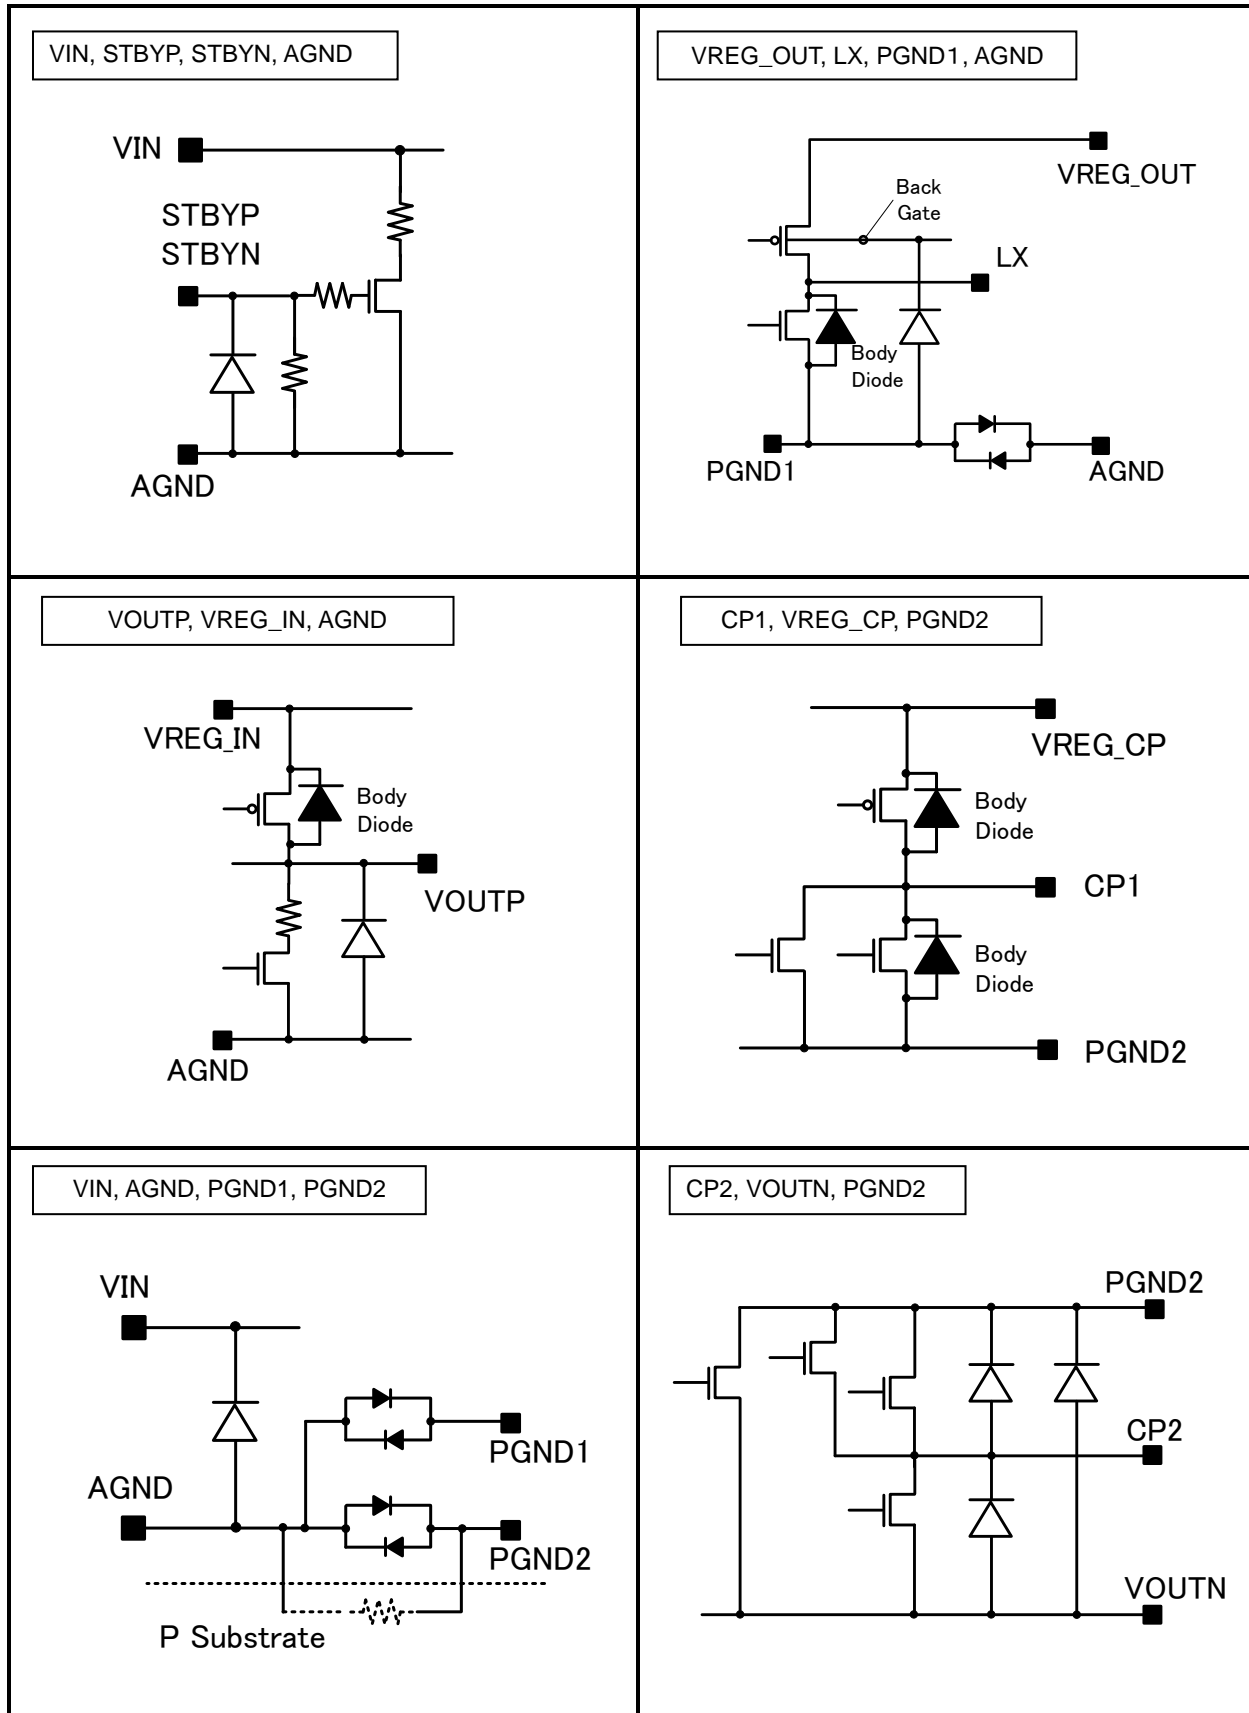 VIN, STBYP, STBYN, AGND
VIN
STBYP
STBYN
AGND
VREG_OUT, LX, PGND1, AGND
VREG_OUT
Back
Gate
LX
Body
Diode
PGND1
AGND
VOUTP, VREG_IN, AGND
VREG_IN
Body
Diode
VOUTP
AGND
CP1, VREG_CP, PGND2
VREG_CP
Body
Diode
CP1
Body
Diode
PGND2
VIN, AGND, PGND1, PGND2
VIN
PGND1
AGND
PGND2
P Substrate
CP2, VOUTN, PGND2
PGND2
CP2
VOUTN